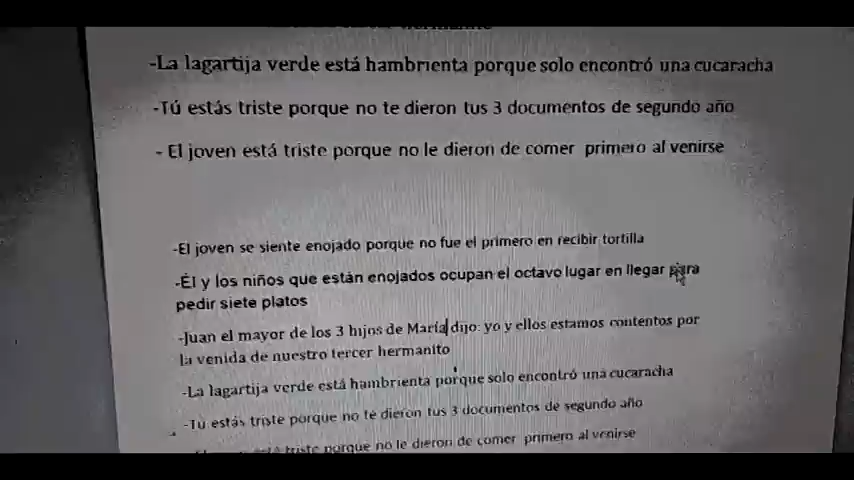 hermanito
-La lagartija verde está hambrienta porque solo encontró una cucaracha
-Tú estás triste porque no te dieron tus 3 documentos de segundo año
- El joven está triste porque no le dieron de comer primero al venirse
-El joven se siente enojado porque no fue el primero en recibir tortilla
-Él y los niños que están enojados ocupan el octavo lugar en llegar para
pedir siete platos
-Juan el mayor de los 3 hijos de María dijo: yo y ellos estamos contentos por
la venida de nuestro tercer hermanito
-La lagartija verde está hambrienta porque solo encontró una cucaracha
-Tú estás triste porque no te dieron tus 3 documentos de segundo año
está triste porque no le dieron de comer primero al venirse